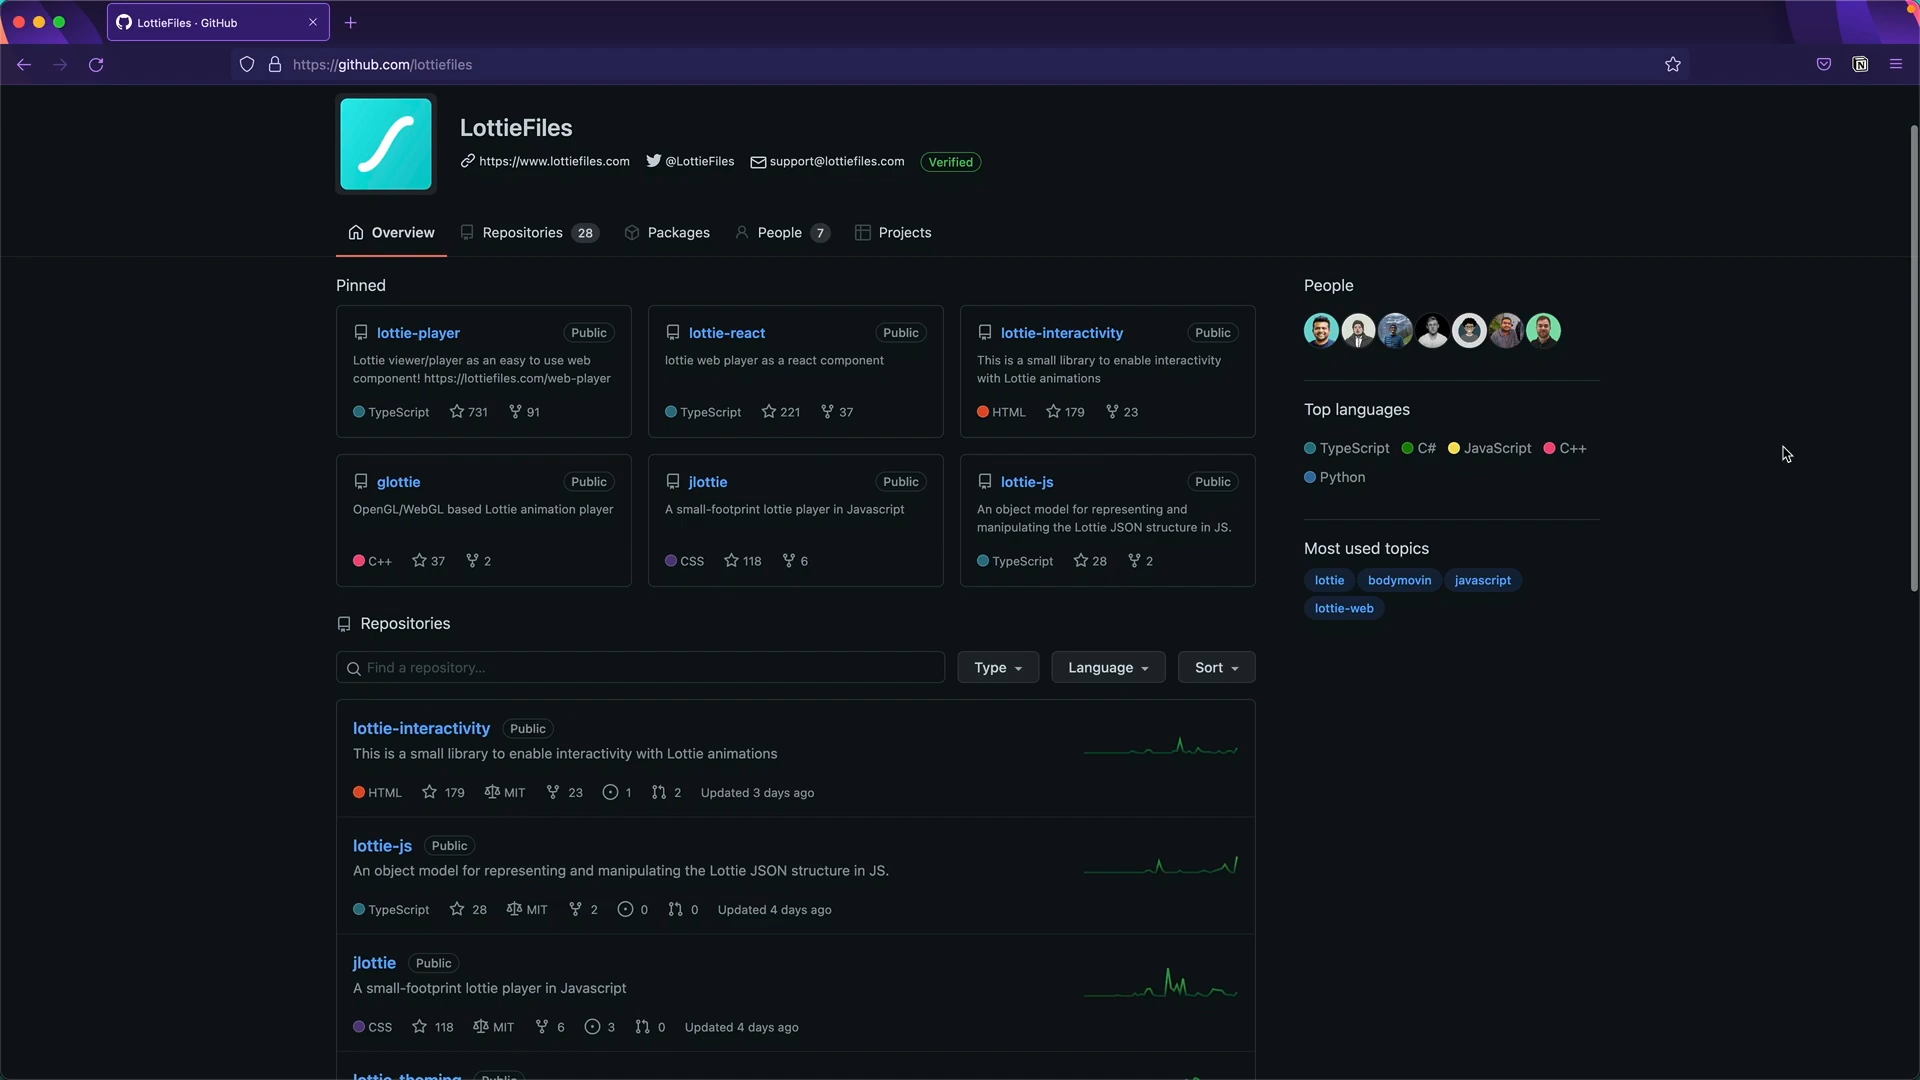 LottieFiles · GitHub
https://github.com/lottiefiles
LottieFiles
https://www.lottiefiles.com @LottieFiles support@lottiefiles.com Verified
Overview Repositories 28 Packages People 7 Projects
Pinned
lottie-player Public
Lottie viewer/player as an easy to use web
component! https://lottiefiles.com/web-player
TypeScript 731 91
lottie-react Public
lottie web player as a react component
TypeScript 221 37
lottie-interactivity Public
This is a small library to enable interactivity
with Lottie animations
HTML 179 23
glottie Public
OpenGL/WebGL based Lottie animation player
C++ 37 2
jlottie Public
A small-footprint lottie player in Javascript
CSS 118 6
lottie-js Public
An object model for representing and
manipulating the Lottie JSON structure in JS.
TypeScript 28 2
People
Top languages
TypeScript C# JavaScript C++
Python
Most used topics
lottie bodymovin javascript
lottie-web
Repositories
Find a repository...
Type Language Sort
lottie-interactivity Public
This is a small library to enable interactivity with Lottie animations
HTML 179 MIT 23 1 2 Updated 3 days ago
lottie-js Public
An object model for representing and manipulating the Lottie JSON structure in JS.
TypeScript 28 MIT 2 0 0 Updated 4 days ago
jlottie Public
A small-footprint lottie player in Javascript
CSS 118 MIT 6 3 0 Updated 4 days ago
lottie-theming Public